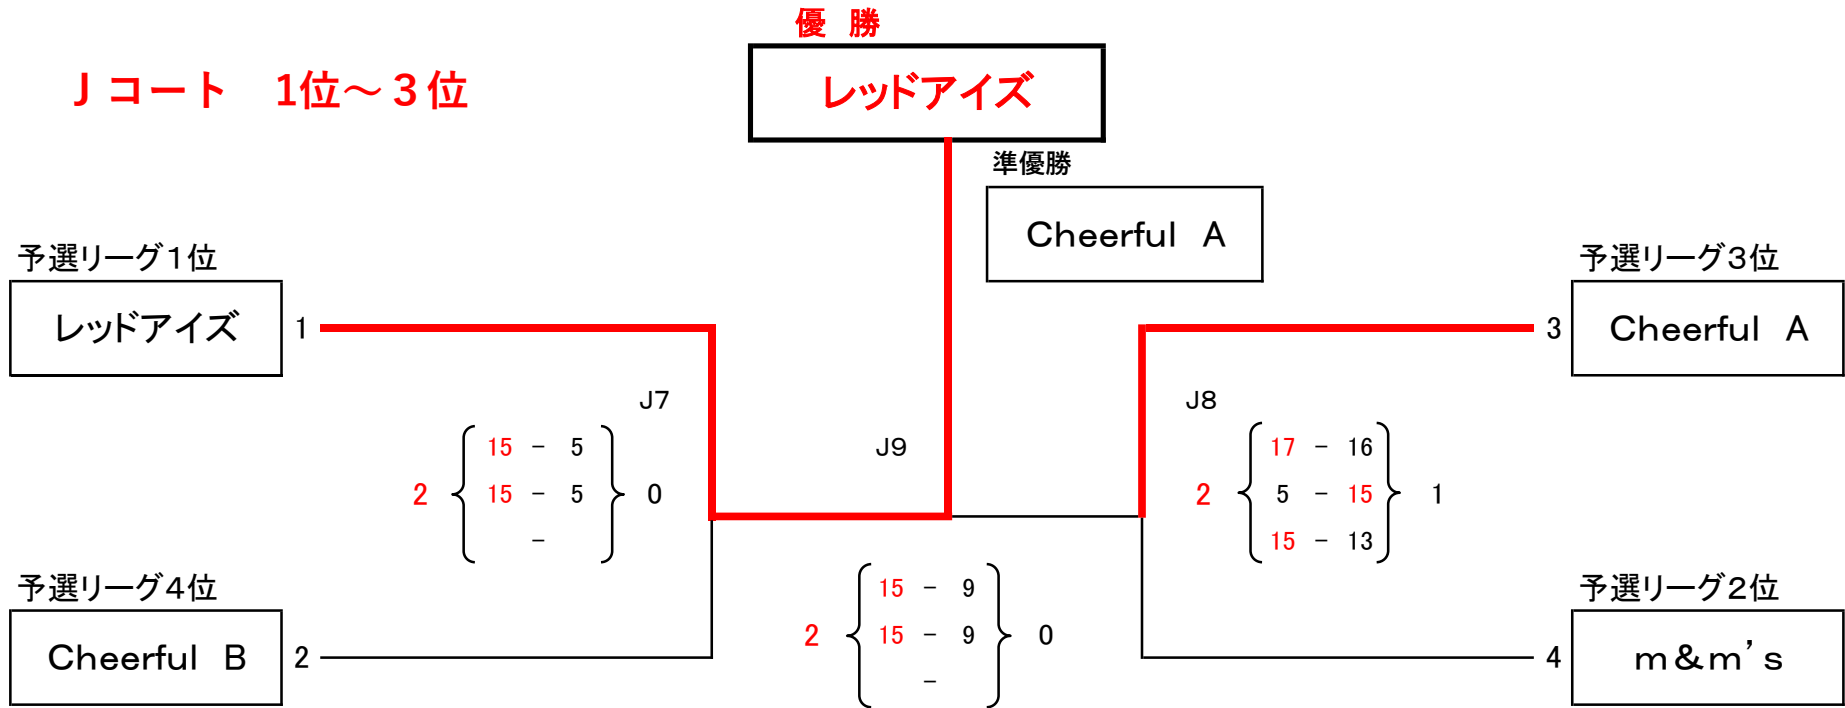 優　勝
Ｊコート　1位～３位
レッドアイズ
準優勝
Cheerful　A
予選リーグ１位
予選リーグ３位
レッドアイズ
1
3
Cheerful　A
J7
J8
J9
15 － 5
15 － 5
－
2
0
17 － 16
5 － 15
15 － 13
2
1
予選リーグ４位
予選リーグ２位
15 － 9
15 － 9
－
2
0
Cheerful　B
2
4
ｍ＆ｍ’ｓ